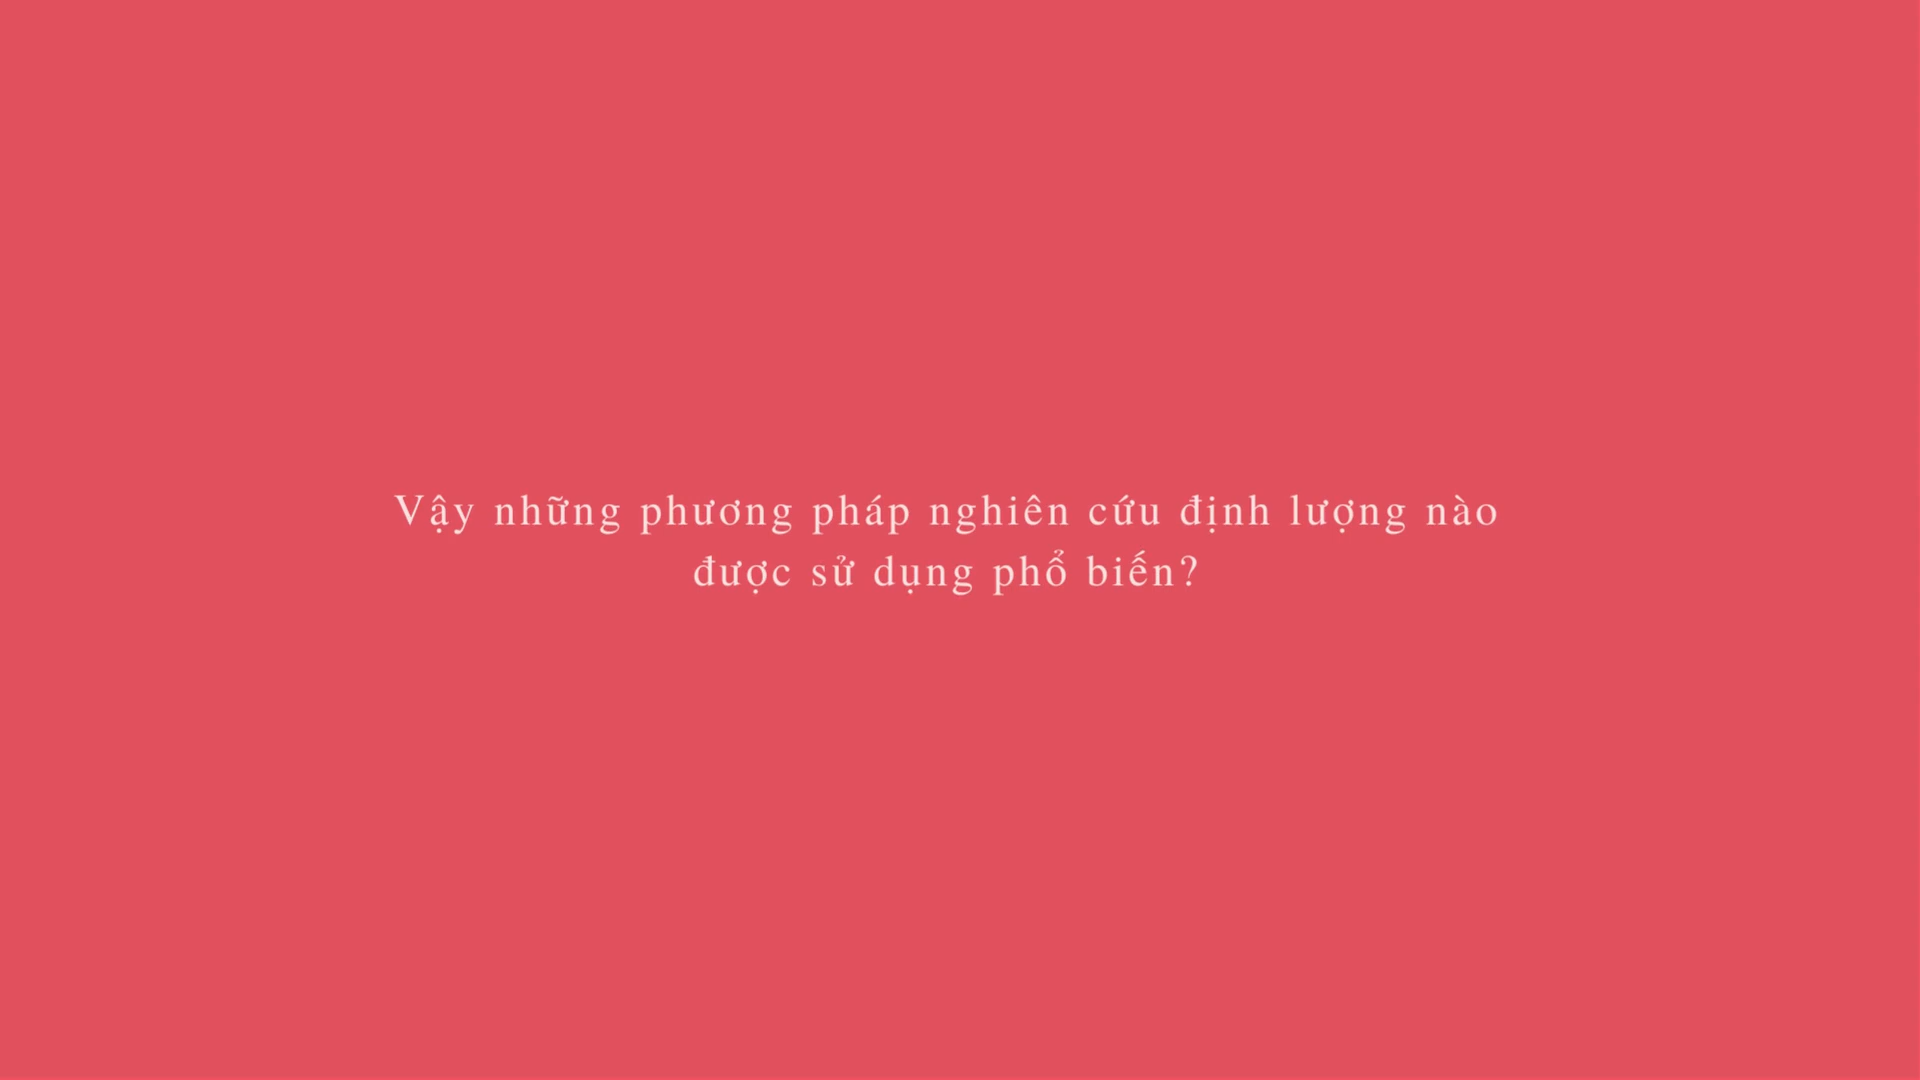 Vậy những phương pháp nghiên cứu định lượng nào
được sử dụng phổ biến?